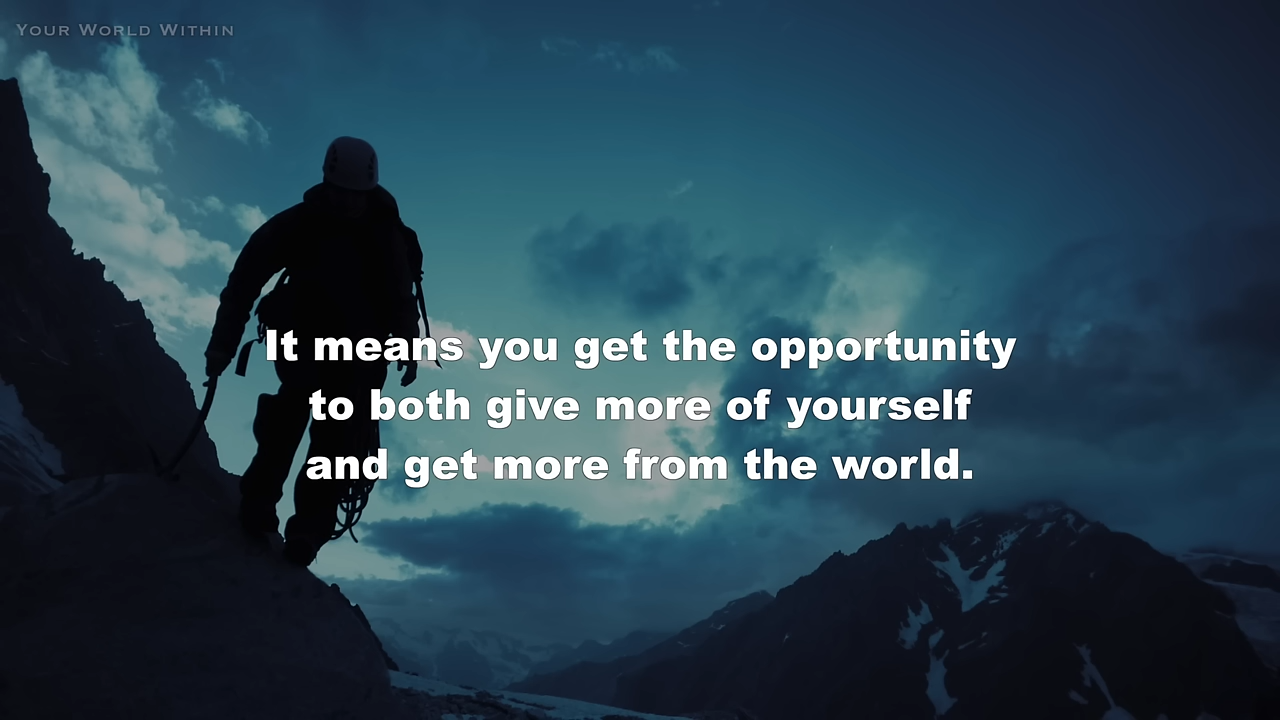 Your World Within
It means you get the opportunity
to both give more of yourself
and get more from the world.